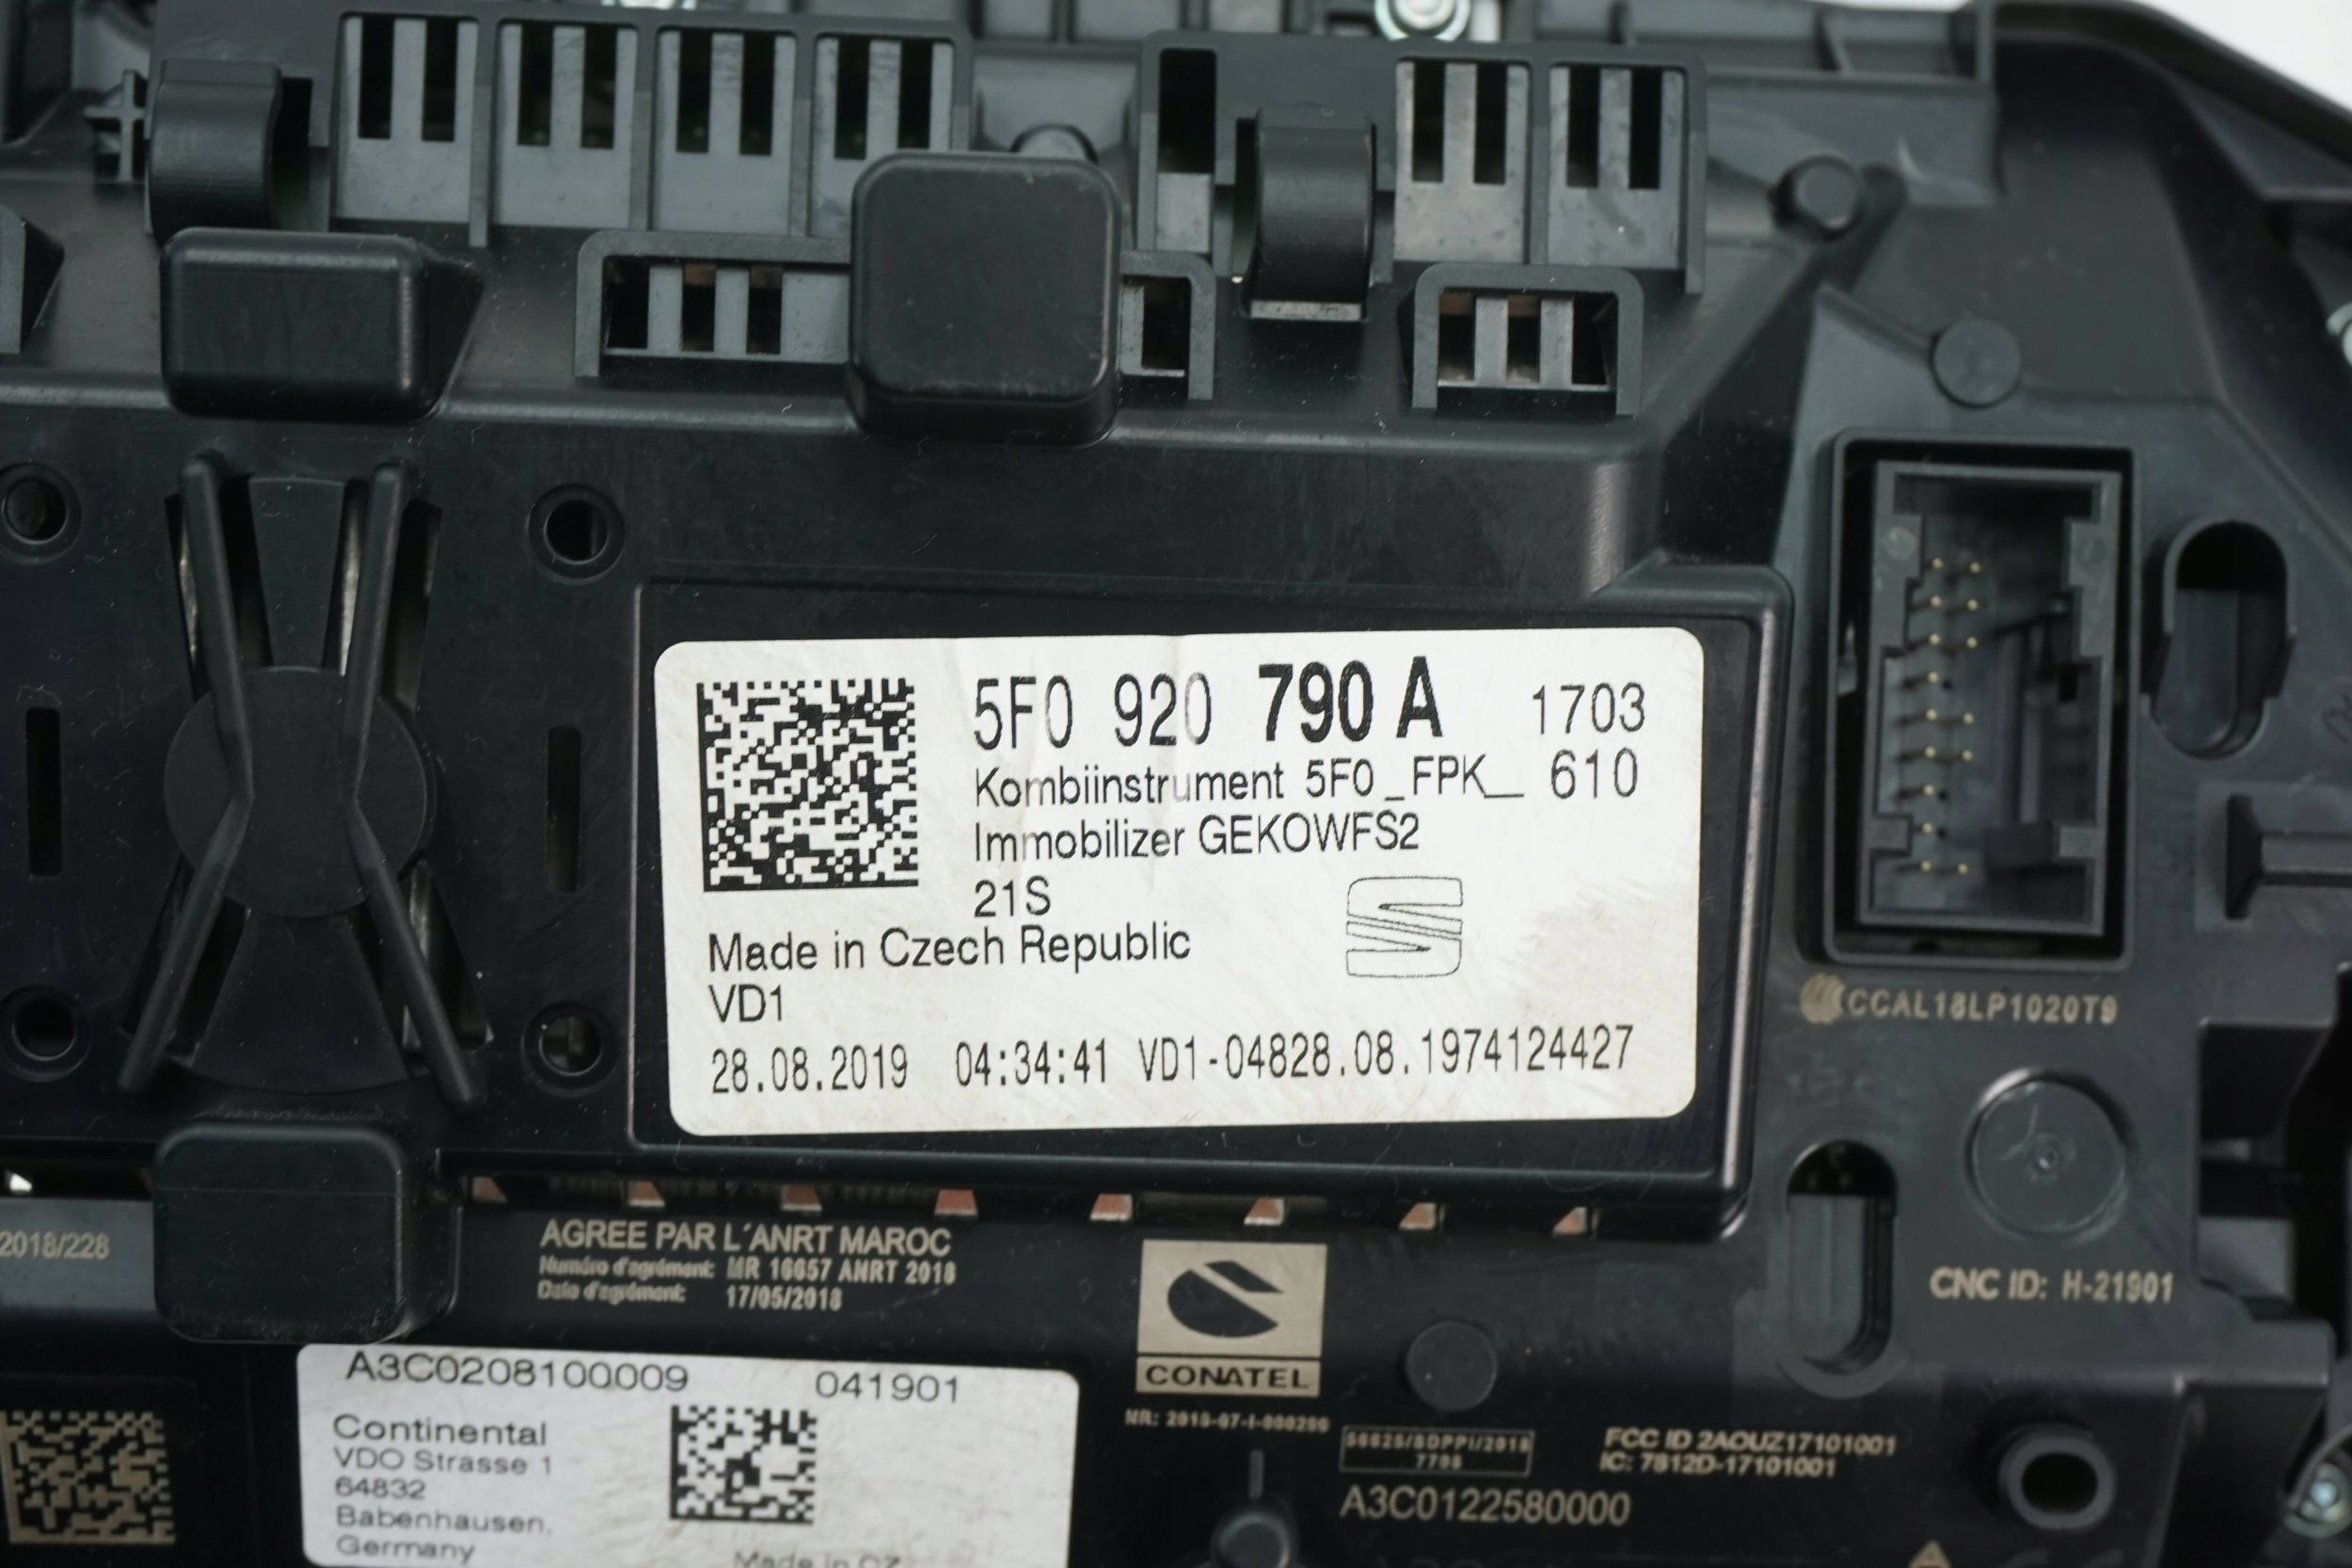 5F0 920 790 A 1703
Kombiinstrument 5F0_FPK_ 610
Immobilizer GEKOWFS2
21S
Made in Czech Republic
VD1
28.08.2019 04:34:41 VD1-04828.08.1974124427
CCAL18LP1020T9
CNC ID: H-21901
2018/228
AGREE PAR L´ANRT MAROC
Numéro d'agrément: MR 16657 ANRT 2018
Date d'agrément: 17/05/2018
CONATEL
A3C0208100009 041901
Continental
VDO Strasse 1
64832
Babenhausen,
Germany
Made in CZ
FCC ID 2AOUZ17101001
IC: 7812D-17101001
A3C0122580000